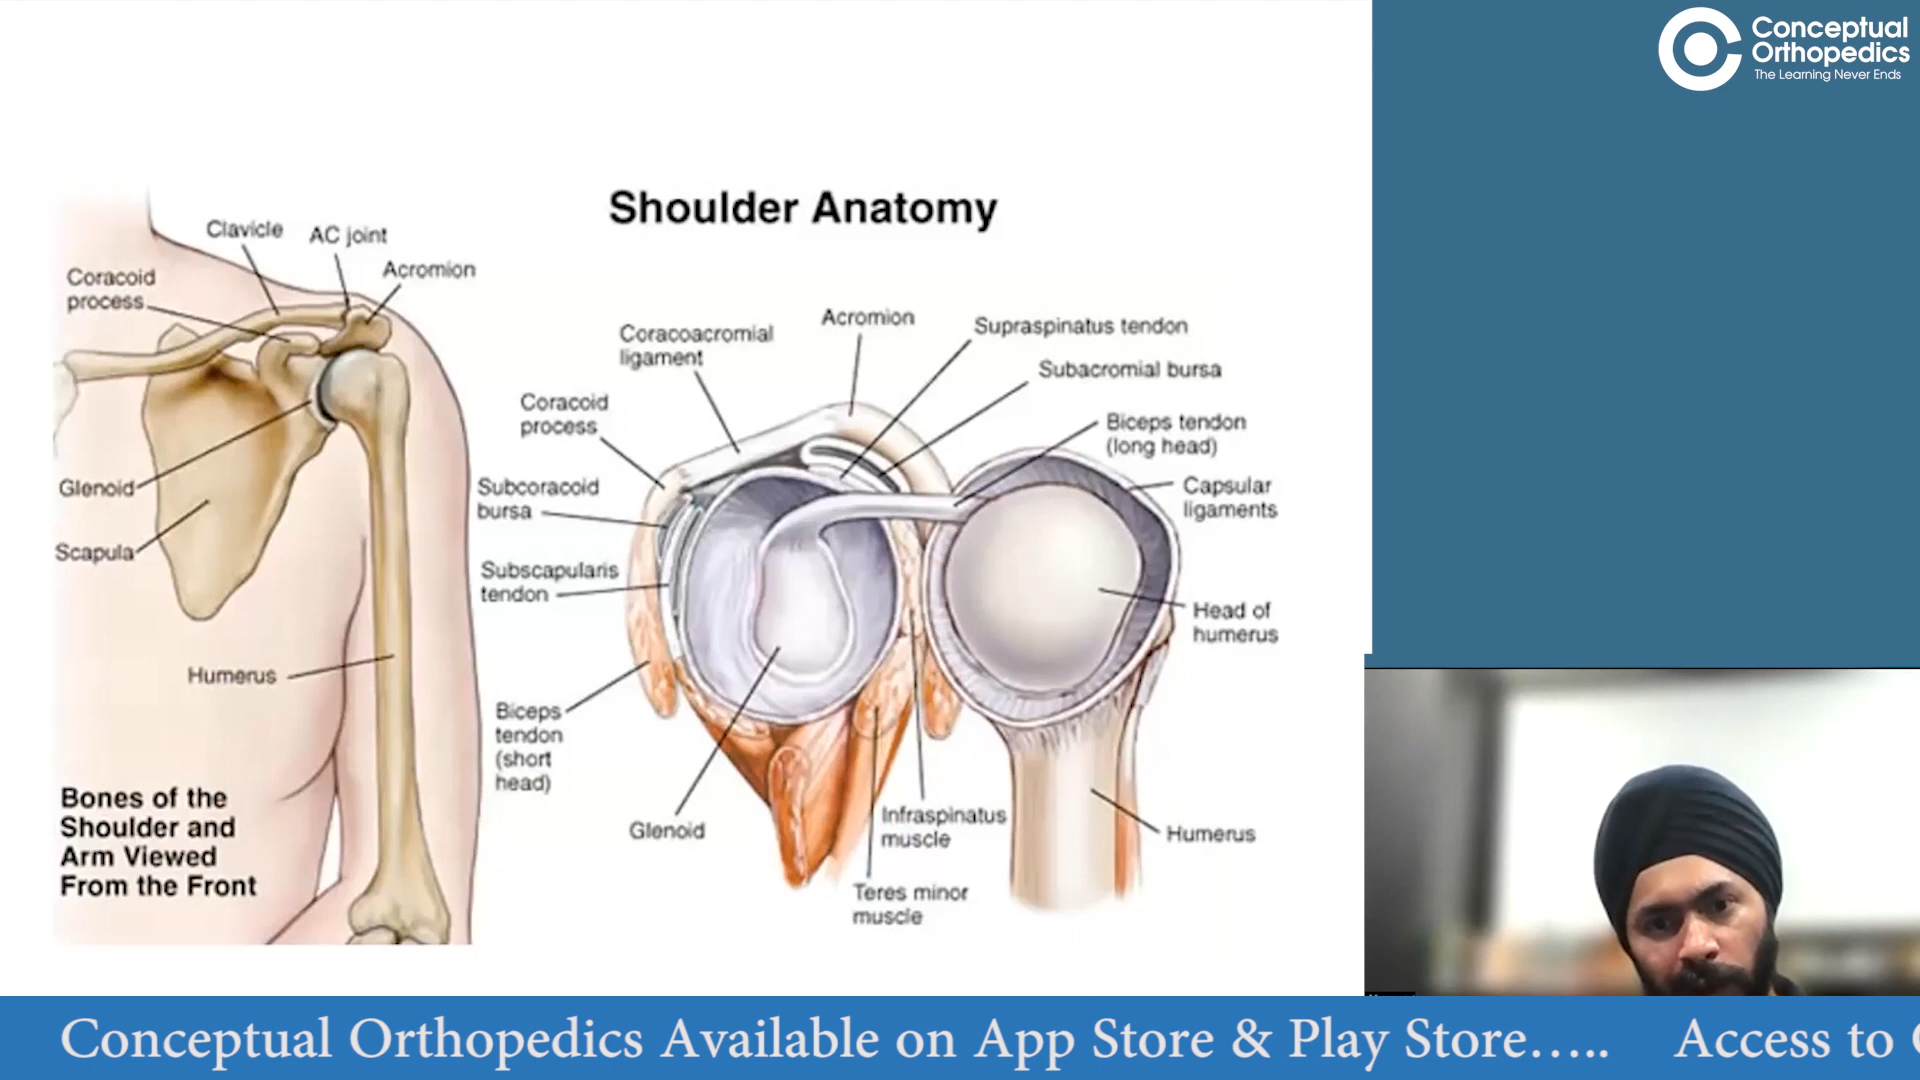 Conceptual
Orthopedics
The Learning Never Ends
Shoulder Anatomy
Clavicle
AC joint
Acromion
Coracoid
process
Glenoid
Scapula
Humerus
Bones of the
Shoulder and
Arm Viewed
From the Front
Coracoacromial
ligament
Acromion
Supraspinatus tendon
Subacromial bursa
Coracoid
process
Biceps tendon
(long head)
Subcoracoid
bursa
Capsular
ligaments
Subscapularis
tendon
Head of
humerus
Biceps
tendon
(short
head)
Glenoid
Infraspinatus
muscle
Humerus
Teres minor
muscle
Conceptual Orthopedics Available on App Store & Play Store..... Access to